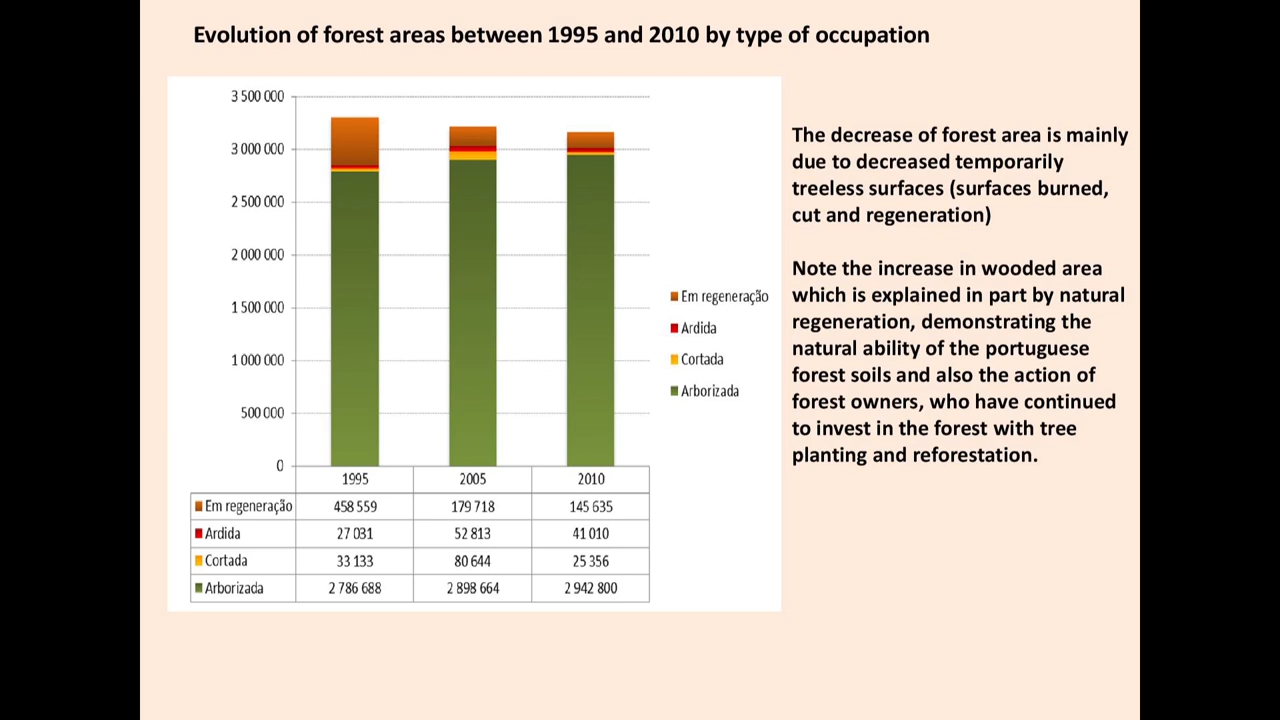 Evolution of forest areas between 1995 and 2010 by type of occupation
3 500 000
3 000 000
2 500 000
2 000 000
1 500 000
1 000 000
500 000
0
Em regeneração
Ardida
Cortada
Arborizada
1995 2005 2010
Em regeneração 458 559 179 718 145 635
Ardida 27 031 52 813 41 010
Cortada 33 133 80 644 25 356
Arborizada 2 786 688 2 898 664 2 942 800
The decrease of forest area is mainly
due to decreased temporarily
treeless surfaces (surfaces burned,
cut and regeneration)
Note the increase in wooded area
which is explained in part by natural
regeneration, demonstrating the
natural ability of the portuguese
forest soils and also the action of
forest owners, who have continued
to invest in the forest with tree
planting and reforestation.